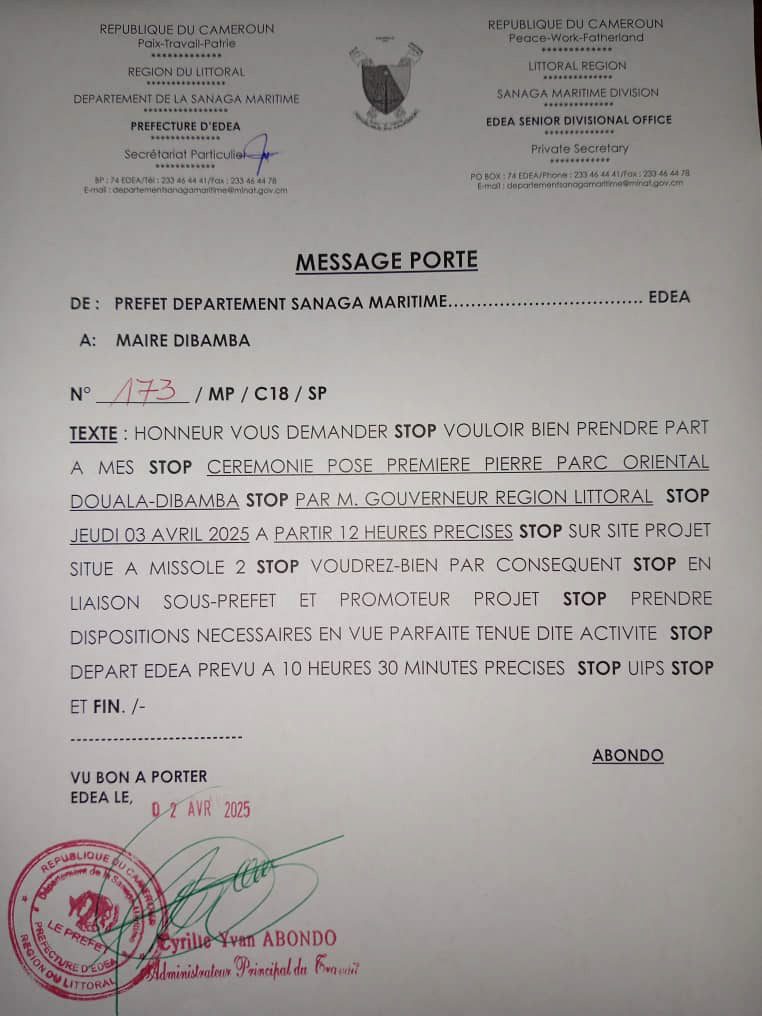 REPUBLIQUE DU CAMEROUN
Paix-Travail-Patrie
*************
REGION DU LITTORAL
**************
DEPARTEMENT DE LA SANAGA MARITIME
***************
PREFECTURE D'EDEA
*************
Secrétariat Particulier
************
BP : 74 EDEA/Tél : 233 46 44 41/Fax : 233 46 44 78
E-mail : departementsanagamaritime@minat.gov.cm
REPUBLIQUE DU CAMEROUN
Peace-Work-Fatherland
*************
LITTORAL REGION
*************
SANAGA MARITIME DIVISION
*************
EDEA SENIOR DIVISIONAL OFFICE
*************
Private Secretary
************
PO BOX : 74 EDEA/Phone : 233 46 44 41/Fax : 233 46 44 78
E-mail : departementsanagamaritime@minat.gov.cm
MESSAGE PORTE
DE : PREFET DEPARTEMENT SANAGA MARITIME.................................. EDEA
A: MAIRE DIBAMBA
N° 173 / MP / C18 / SP
TEXTE : HONNEUR VOUS DEMANDER STOP VOULOIR BIEN PRENDRE PART
A MES STOP CEREMONIE POSE PREMIERE PIERRE PARC ORIENTAL
DOUALA-DIBAMBA STOP PAR M. GOUVERNEUR REGION LITTORAL STOP
JEUDI 03 AVRIL 2025 A PARTIR 12 HEURES PRECISES STOP SUR SITE PROJET
SITUE A MISSOLE 2 STOP VOUDREZ-BIEN PAR CONSEQUENT STOP EN
LIAISON SOUS-PREFET ET PROMOTEUR PROJET STOP PRENDRE
DISPOSITIONS NECESSAIRES EN VUE PARFAITE TENUE DITE ACTIVITE STOP
DEPART EDEA PREVU A 10 HEURES 30 MINUTES PRECISES STOP UIPS STOP
ET FIN. /-
-----------------------------
ABONDO
VU BON A PORTER
EDEA LE,
02 AVR 2025
REPUBLIQUE DU CAMEROUN
Département de la Sanaga Maritime
LE PREFET
PREFECTURE D'EDEA
REGION DU LITTORAL
Cyrille Yvan ABONDO
Administrateur Principal du Travail